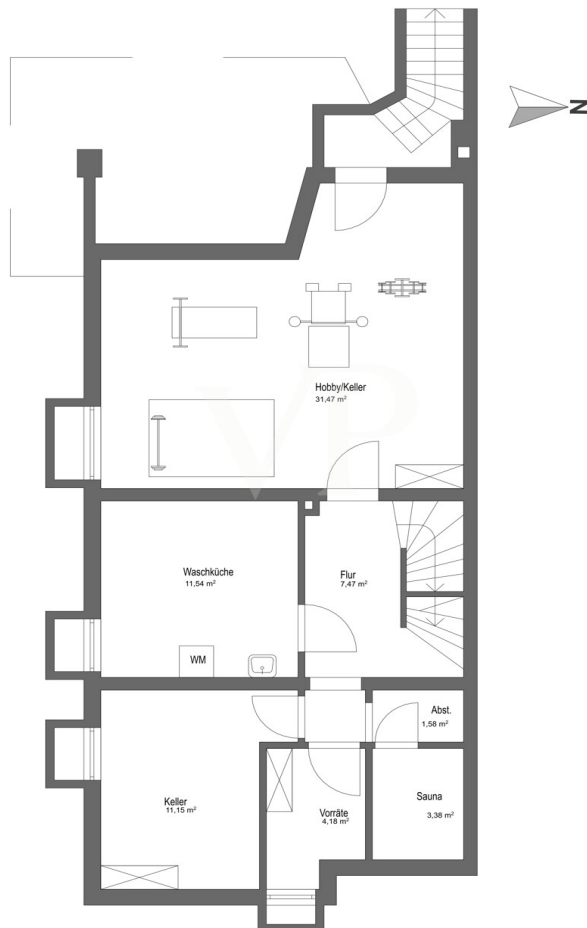 N
Hobby/Keller
31,47 m²
VP
Waschküche
11,54 m²
Flur
7,47 m²
WM
Abst.
1,58 m²
Keller
11,15 m²
Vorräte
4,18 m²
Sauna
3,38 m²